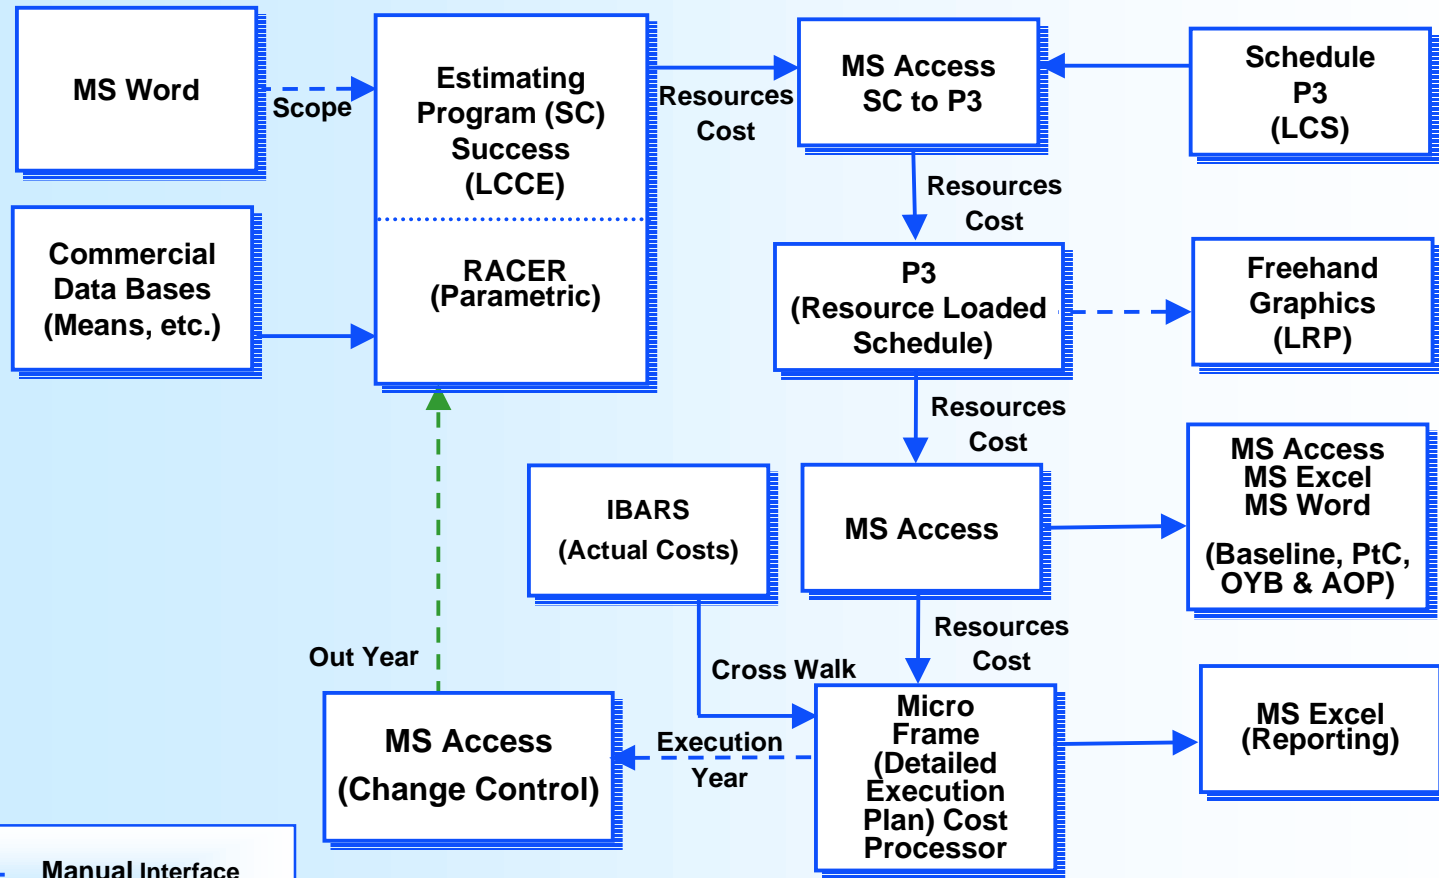 MS Word
Scope
Estimating
Program (SC)
Success
(LCCE)
RACER
(Parametric)
Commercial
Data Bases
(Means, etc.)
Resources
Cost
MS Access
SC to P3
Schedule
P3
(LCS)
Resources
Cost
P3
(Resource Loaded
Schedule)
Freehand
Graphics
(LRP)
Resources
Cost
IBARS
(Actual Costs)
MS Access
MS Access
MS Excel
MS Word
(Baseline, PtC,
OYB & AOP)
Resources
Cost
Out Year
Cross Walk
MS Access
(Change Control)
Execution
Year
Micro
Frame
(Detailed
Execution
Plan) Cost
Processor
MS Excel
(Reporting)
Manual Interface